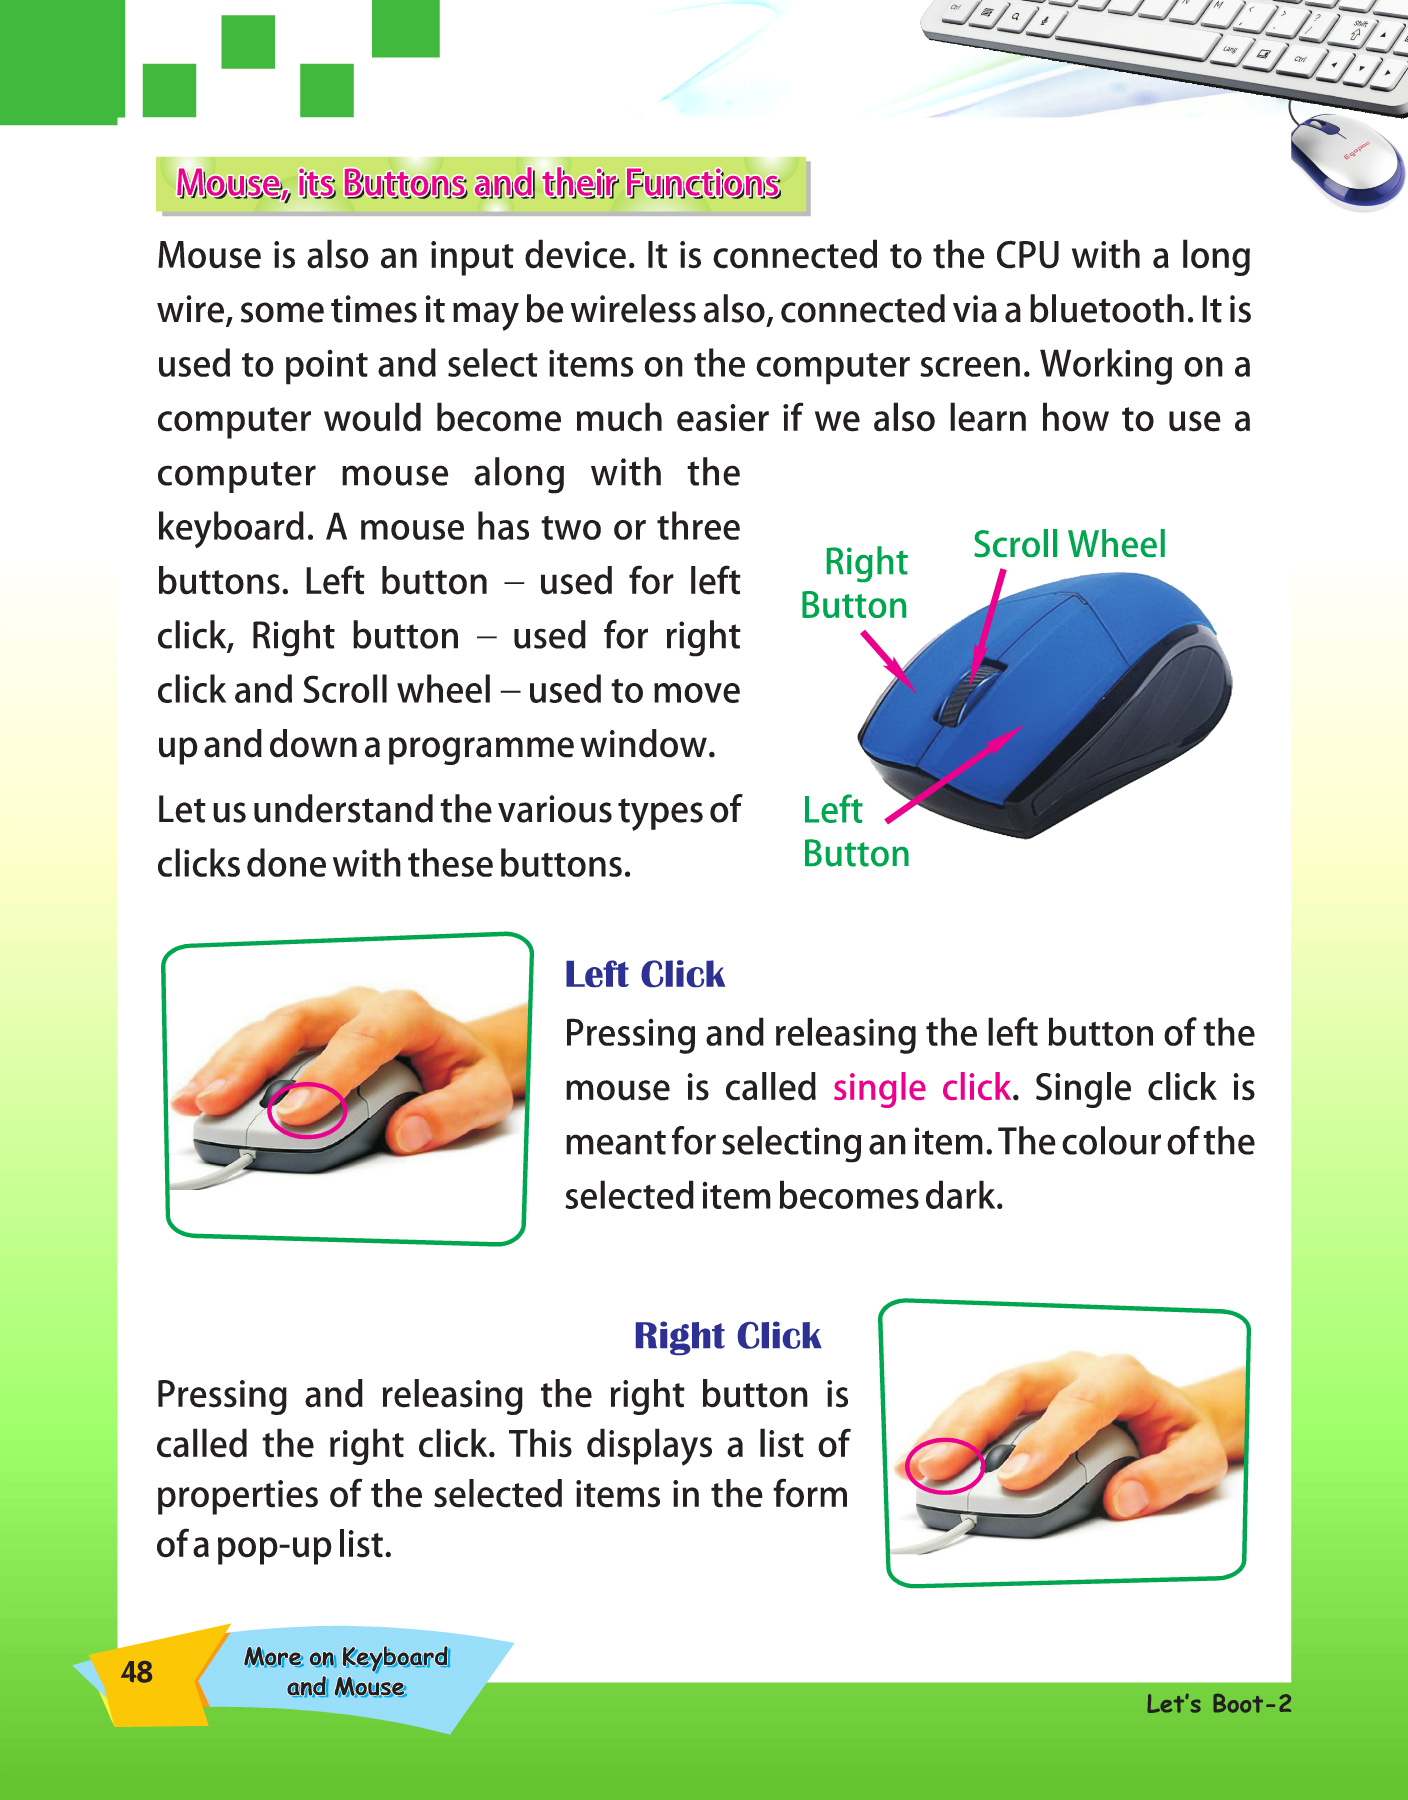 Ctrl
N
M
<
,
>
.
?
/
Shift
Lang
Ctrl
Mouse, its Buttons and their Functions
Mouse is also an input device. It is connected to the CPU with a long
wire, some times it may be wireless also, connected via a bluetooth. It is
used to point and select items on the computer screen. Working on a
computer would become much easier if we also learn how to use a
computer mouse along with the
keyboard. A mouse has two or three
buttons. Left button – used for left
click, Right button – used for right
click and Scroll wheel – used to move
up and down a programme window.
Let us understand the various types of
clicks done with these buttons.
Scroll Wheel
Right
Button
Left
Button
Left Click
Pressing and releasing the left button of the
mouse is called single click. Single click is
meant for selecting an item. The colour of the
selected item becomes dark.
Right Click
Pressing and releasing the right button is
called the right click. This displays a list of
properties of the selected items in the form
of a pop-up list.
48
More on Keyboard
and Mouse
Let's Boot-2